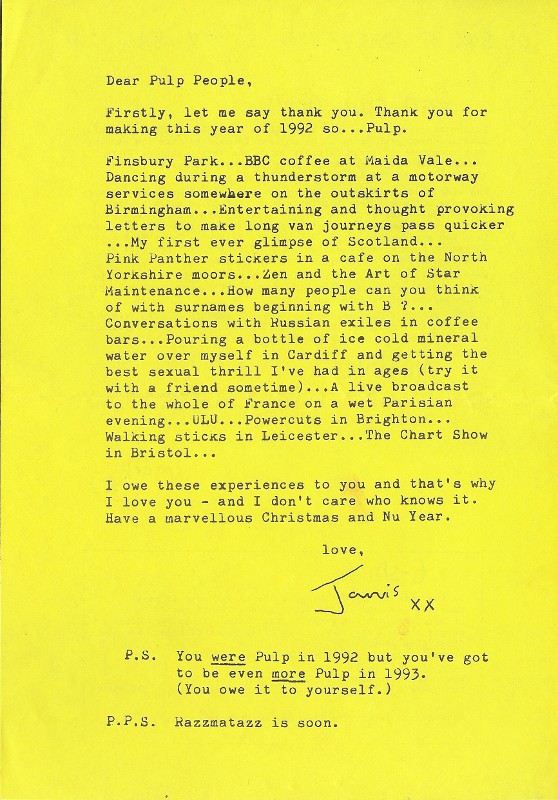 Dear Pulp People,
Firstly, let me say thank you. Thank you for
making this year of 1992 so...Pulp.
Finsbury Park...BBC coffee at Maida Vale...
Dancing during a thunderstorm at a motorway
services somewhere on the outskirts of
Birmingham...Entertaining and thought provoking
letters to make long van journeys pass quicker
...My first ever glimpse of Scotland...
Pink Panther stickers in a cafe on the North
Yorkshire moors...Zen and the Art of Star
Maintenance...How many people can you think
of with surnames beginning with B ?...
Conversations with Russian exiles in coffee
bars...Pouring a bottle of ice cold mineral
water over myself in Cardiff and getting the
best sexual thrill I've had in ages (try it
with a friend sometime)...A live broadcast
to the whole of France on a wet Parisian
evening...ULU...Powercuts in Brighton...
Walking sticks in Leicester...The Chart Show
in Bristol...
I owe these experiences to you and that's why
I love you - and I don't care who knows it.
Have a marvellous Christmas and Nu Year.
love,
Jarvis xx
P.S. You were Pulp in 1992 but you've got
to be even more Pulp in 1993.
(You owe it to yourself.)
P.P.S. Razzmatazz is soon.